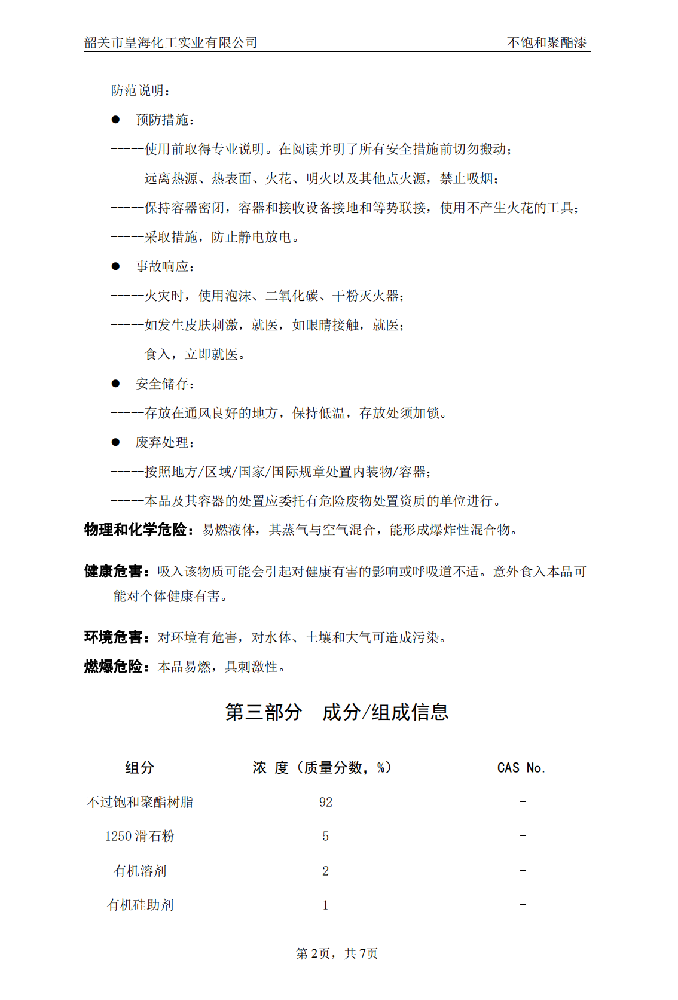 韶关市皇海化工实业有限公司 不饱和聚酯漆
防范说明：
● 预防措施：
-----使用前取得专业说明。在阅读并明了所有安全措施前切勿搬动；
-----远离热源、热表面、火花、明火以及其他点火源，禁止吸烟；
-----保持容器密闭，容器和接收设备接地和等势联接，使用不产生火花的工具；
-----采取措施，防止静电放电。
● 事故响应：
-----火灾时，使用泡沫、二氧化碳、干粉灭火器；
-----如发生皮肤刺激，就医，如眼睛接触，就医；
-----食入，立即就医。
● 安全储存：
-----存放在通风良好的地方，保持低温，存放处须加锁。
● 废弃处理：
-----按照地方/区域/国家/国际规章处置内装物/容器；
-----本品及其容器的处置应委托有危险废物处置资质的单位进行。
物理和化学危险：易燃液体，其蒸气与空气混合，能形成爆炸性混合物。
健康危害：吸入该物质可能会引起对健康有害的影响或呼吸道不适。意外食入本品可
能对个体健康有害。
环境危害：对环境有危害，对水体、土壤和大气可造成污染。
燃爆危险：本品易燃，具刺激性。
第三部分 成分/组成信息
组分 浓 度（质量分数，%） CAS No.
不过饱和聚酯树脂 92 -
1250滑石粉 5 -
有机溶剂 2 -
有机硅助剂 1 -
第 2页，共 7页